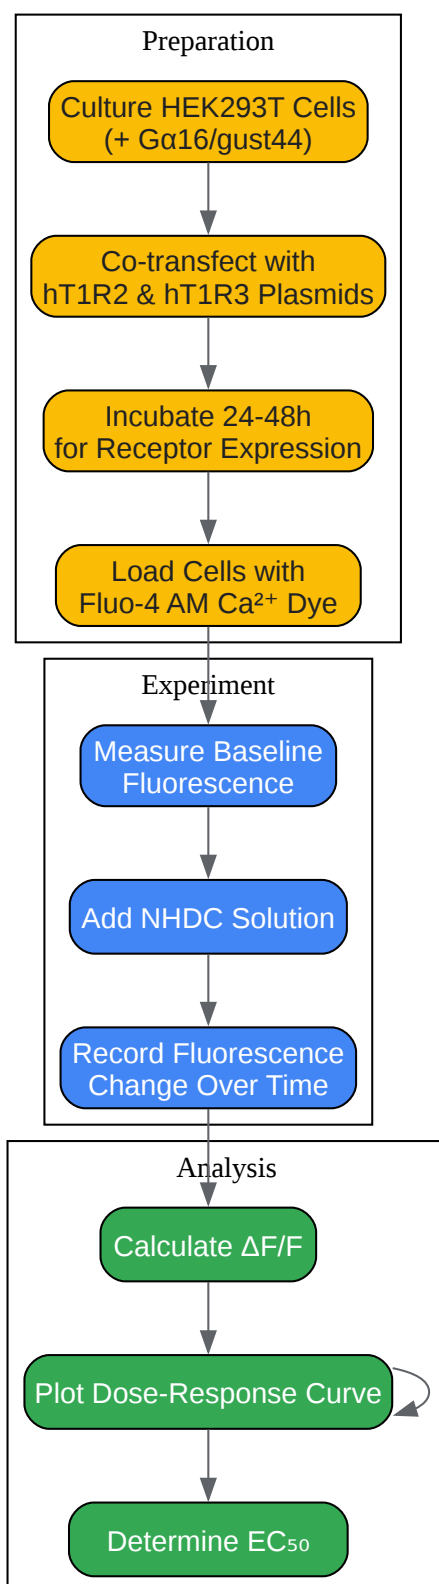 Preparation
Culture HEK293T Cells
(+ Gα16/gust44)
Co-transfect with
hT1R2 & hT1R3 Plasmids
Incubate 24-48h
for Receptor Expression
Load Cells with
Fluo-4 AM Ca²⁺ Dye
Experiment
Measure Baseline
Fluorescence
Add NHDC Solution
Record Fluorescence
Change Over Time
Analysis
Calculate ΔF/F
Plot Dose-Response Curve
Determine EC₅₀